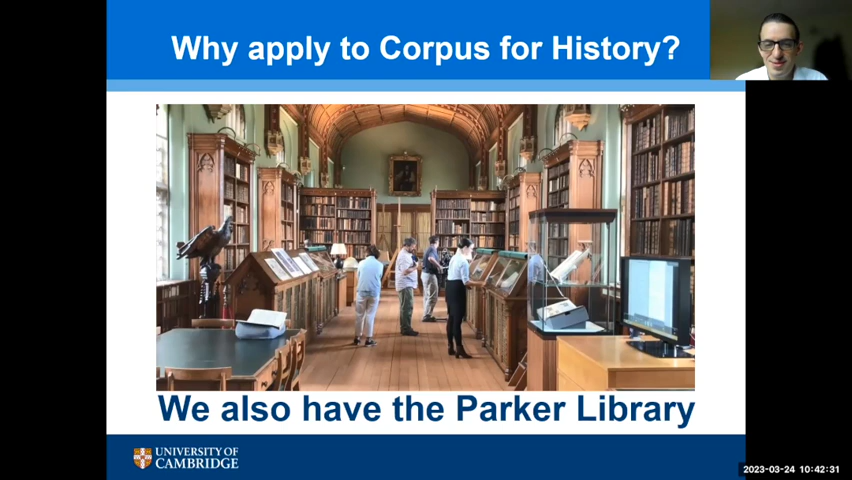 Why apply to Corpus for History?
We also have the Parker Library
UNIVERSITY OF
CAMBRIDGE
2023-03-24 10:42:31